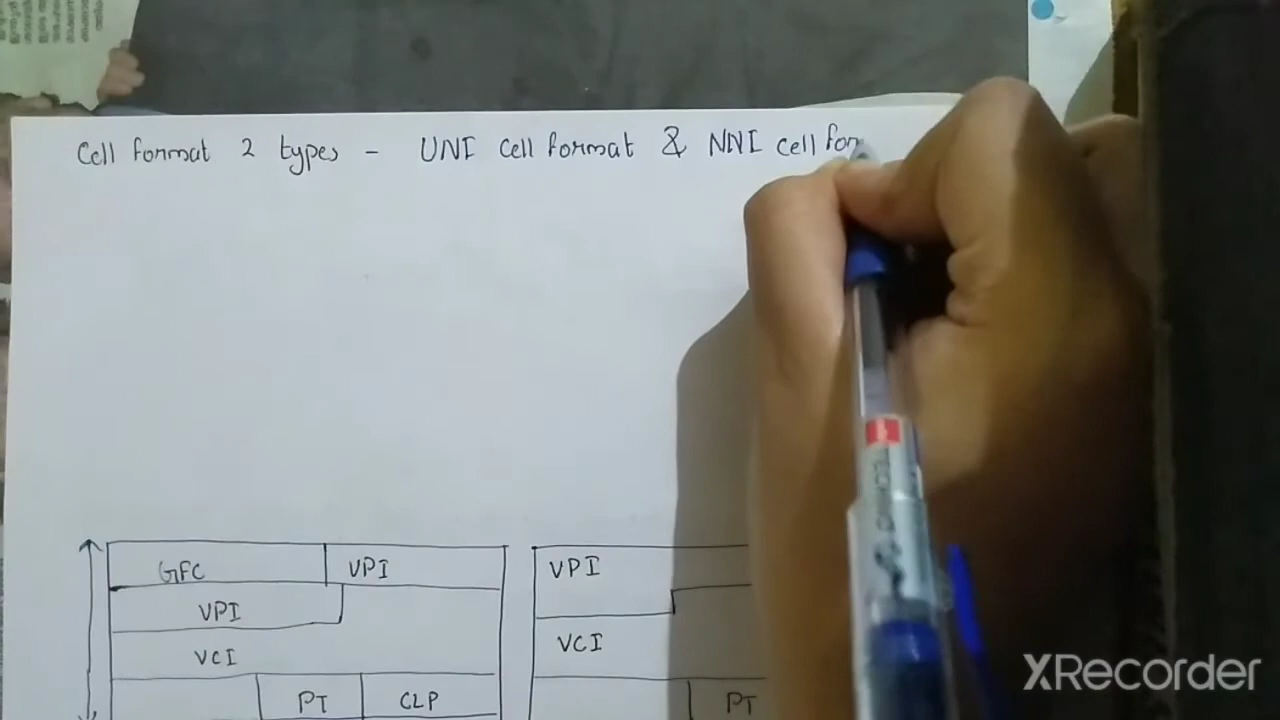 Cell format 2 types - UNI cell format & NNI cell for
GFC VPI
VPI
VCI
PT CLP
VPI
VCI
PT
XRecorder